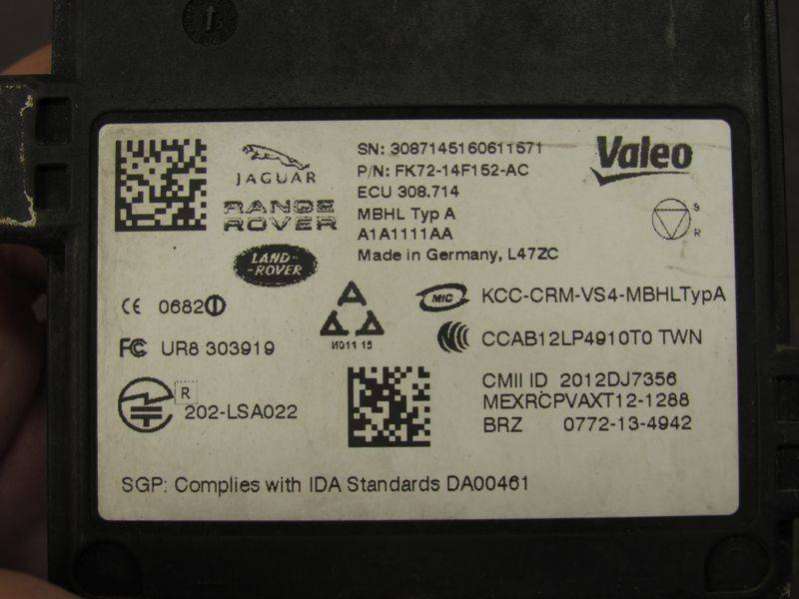 JAGUAR
RANGE
ROVER
LAND-
-ROVER
SN: 3087145160611571
P/N: FK72-14F152-AC
ECU 308.714
MBHL Typ A
A1A1111AA
Made in Germany, L47ZC
Valeo
S
R
CE 0682
FC UR8 303919
R
202-LSA022
AAA
MIC KCC-CRM-VS4-MBHLTypA
CCAB12LP4910T0 TWN
CMII ID 2012DJ7356
MEXRCPVAXT12-1288
BRZ 0772-13-4942
SGP: Complies with IDA Standards DA00461